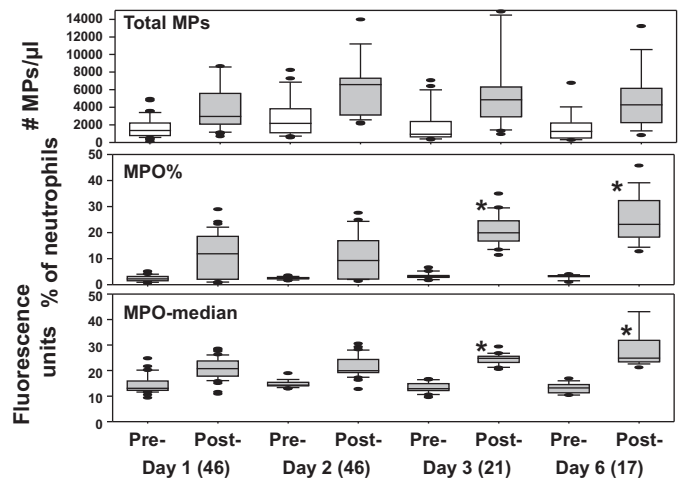 # MPs/µl
14000
12000
10000
8000
6000
4000
2000
0
Total MPs
% of neutrophils
50
40
30
20
10
0
MPO%
*
*
Fluorescence
units
50
40
30
20
10
0
MPO-median
*
*
Pre- Post- Pre- Post- Pre- Post- Pre- Post-
Day 1 (46) Day 2 (46) Day 3 (21) Day 6 (17)